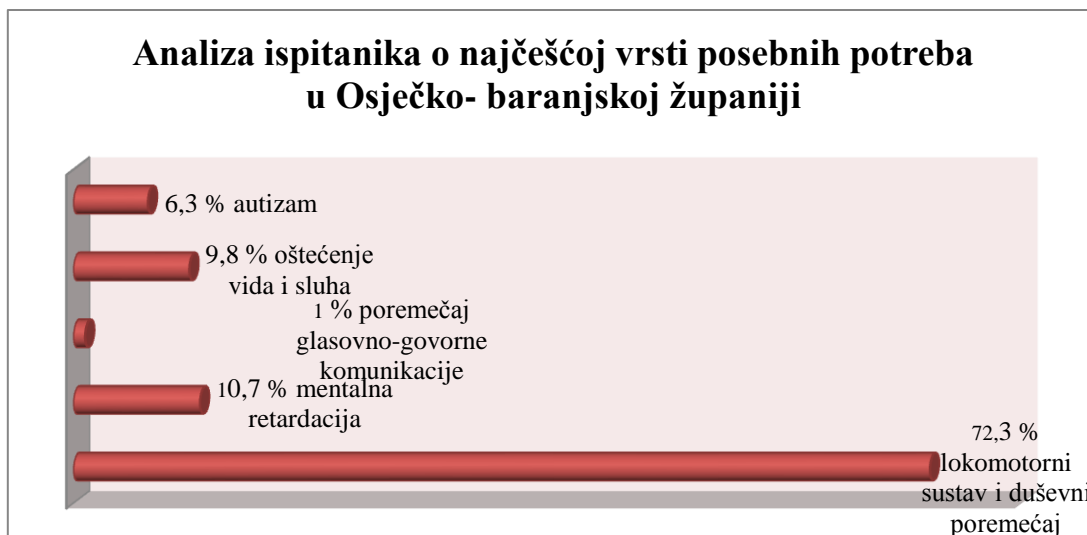 Analiza ispitanika o najčešćoj vrsti posebnih potreba
u Osječko- baranjskoj županiji
6,3 % autizam
9,8 % oštećenje
vida i sluha
1 % poremečaj
glasovno-govorne
komunikacije
10,7 % mentalna
retardacija
72,3 %
lokomotorni
sustav i duševni
poremećaj